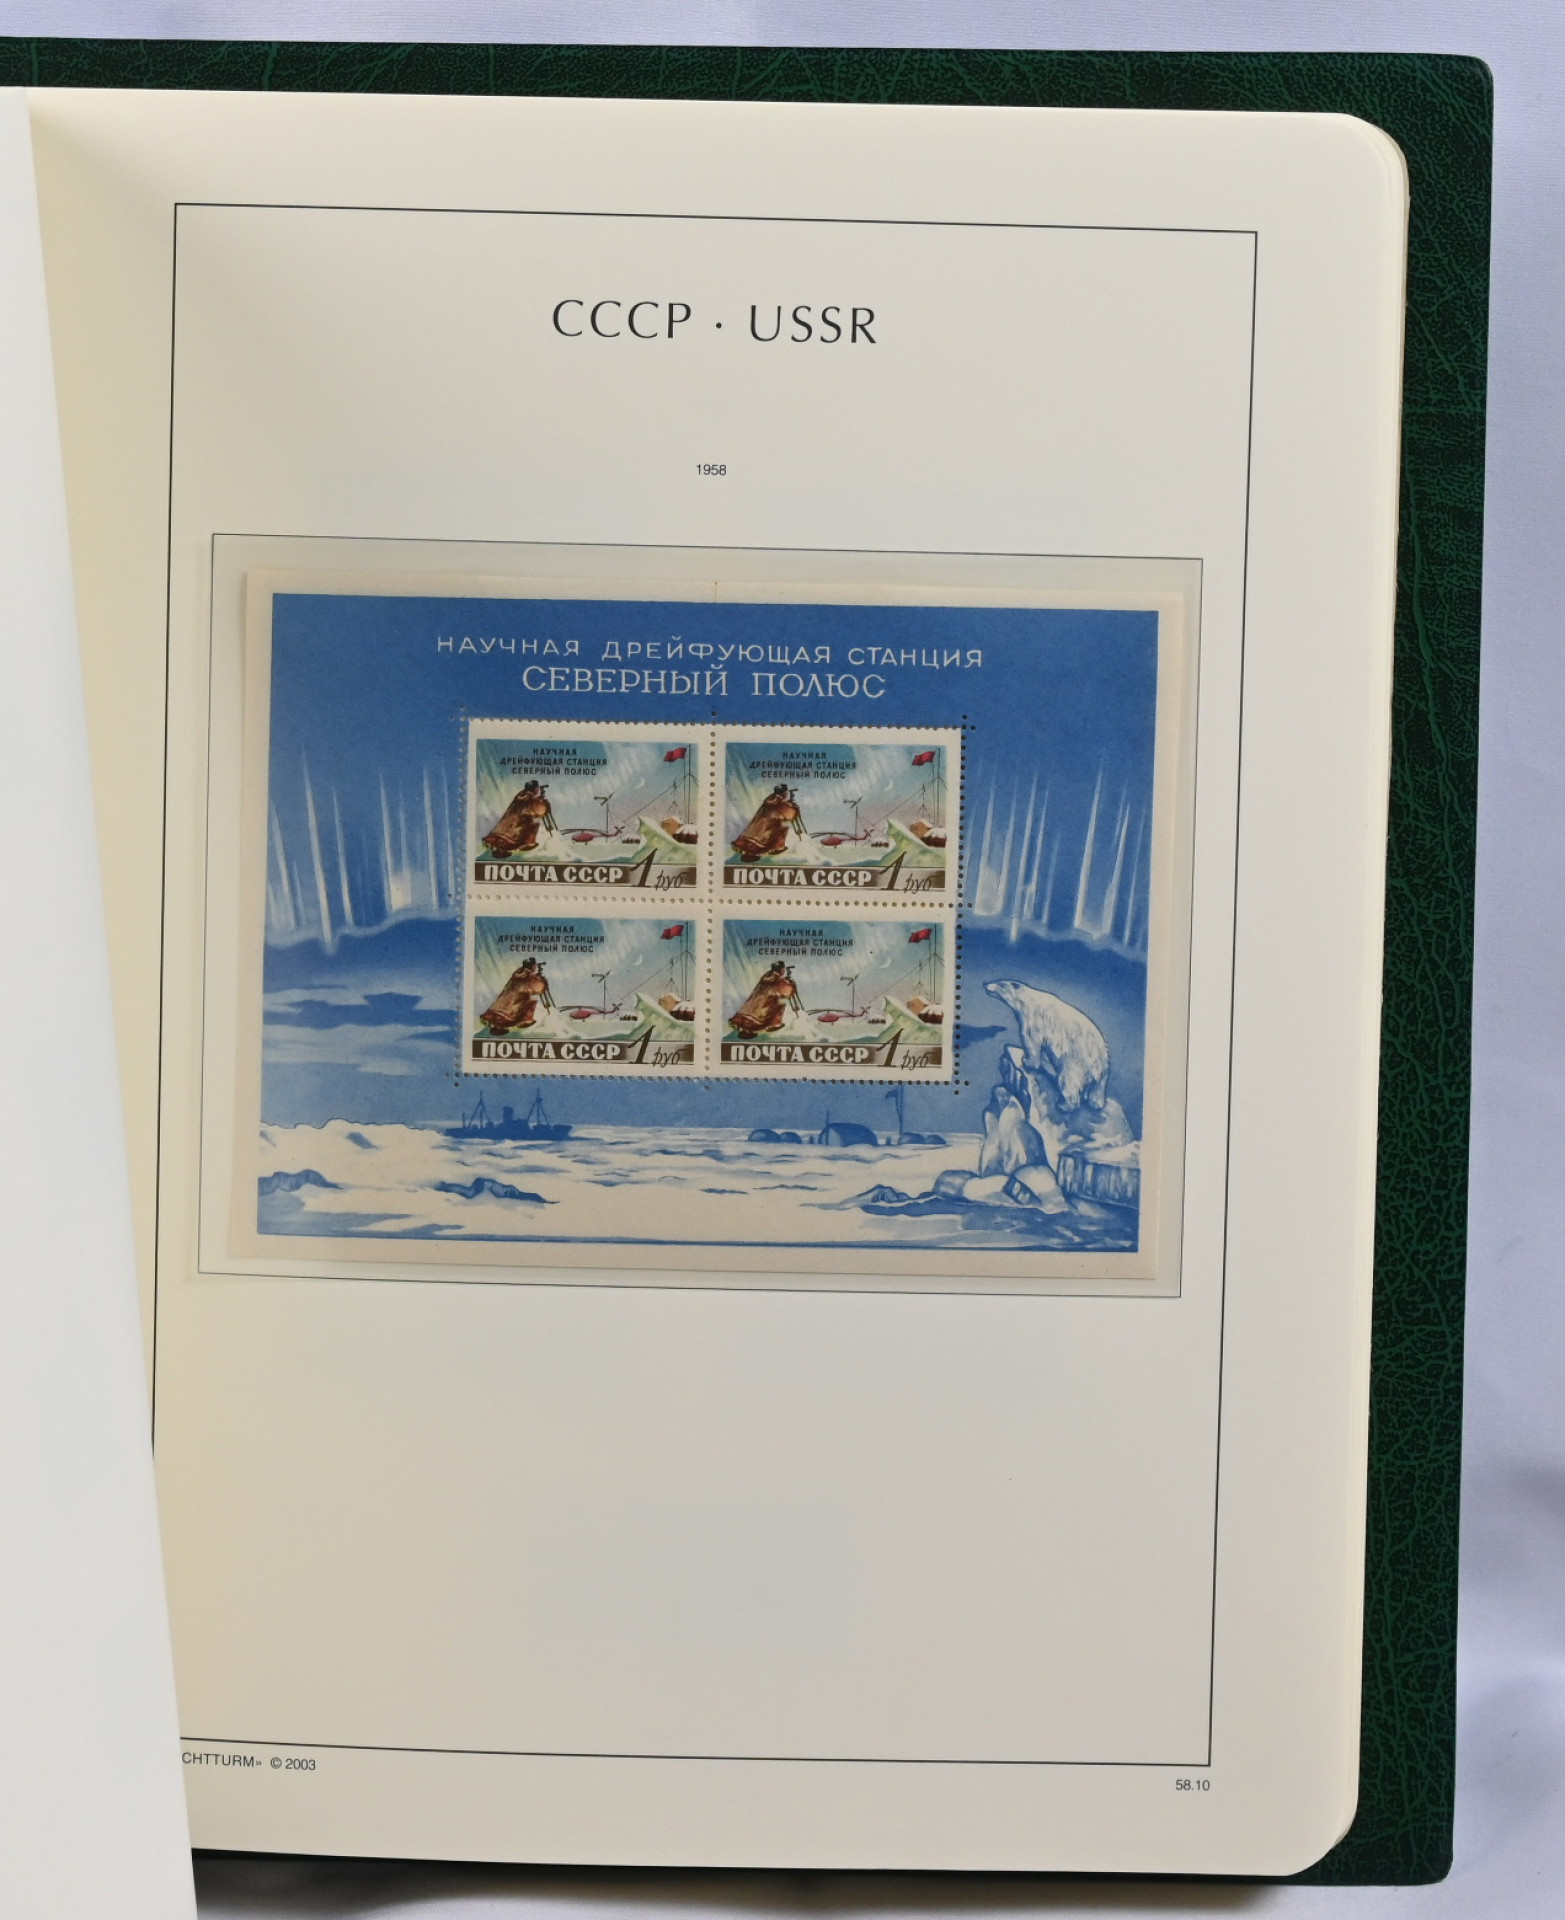 СССР · USSR
1958
НАУЧНАЯ ДРЕЙФУЮЩАЯ СТАНЦИЯ
СЕВЕРНЫЙ ПОЛЮС
НАУЧНАЯ
ДРЕЙФУЮЩАЯ СТАНЦИЯ
СЕВЕРНЫЙ ПОЛЮС
ПОЧТА СССР 1 руб
НАУЧНАЯ
ДРЕЙФУЮЩАЯ СТАНЦИЯ
СЕВЕРНЫЙ ПОЛЮС
ПОЧТА СССР 1 руб
НАУЧНАЯ
ДРЕЙФУЮЩАЯ СТАНЦИЯ
СЕВЕРНЫЙ ПОЛЮС
ПОЧТА СССР 1 руб
НАУЧНАЯ
ДРЕЙФУЮЩАЯ СТАНЦИЯ
СЕВЕРНЫЙ ПОЛЮС
ПОЧТА СССР 1 руб
CHTTURM» © 2003
58.10